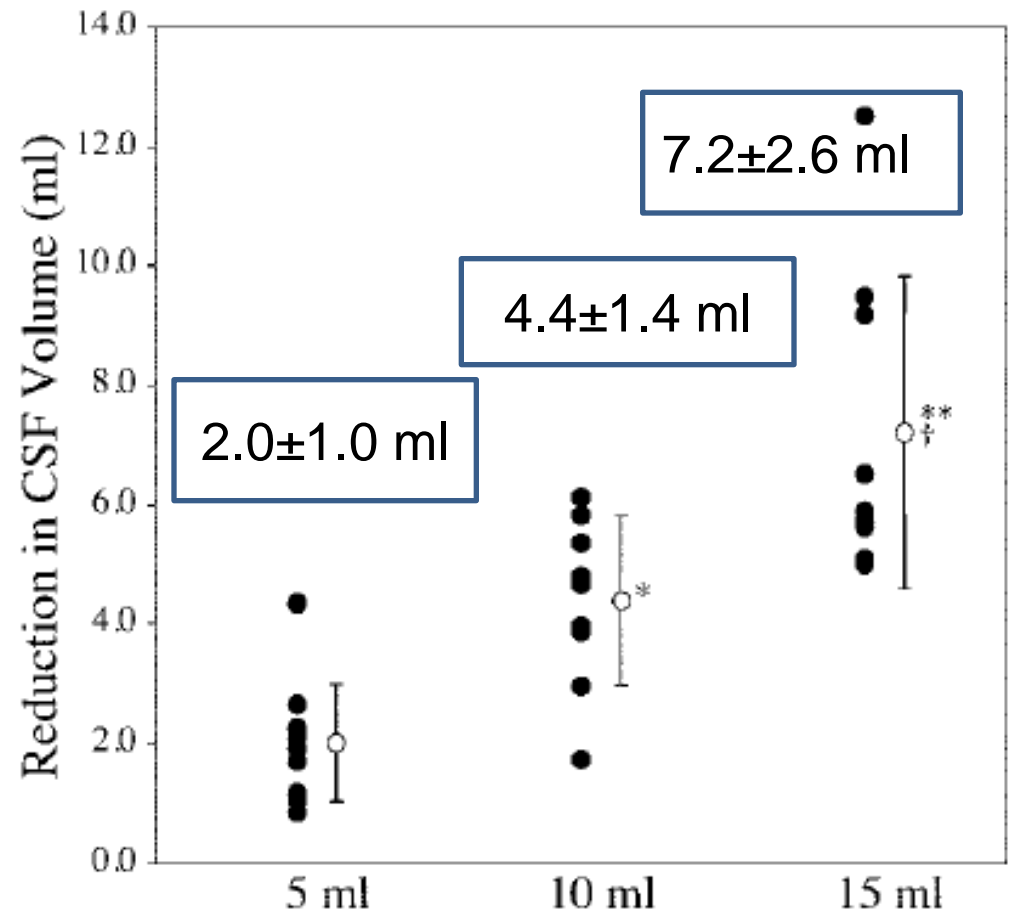 Reduction in CSF Volume (ml)
14.0
12.0
10.0
8.0
6.0
4.0
2.0
0.0
7.2±2.6 ml
4.4±1.4 ml
2.0±1.0 ml
**
†
*
5 ml
10 ml
15 ml